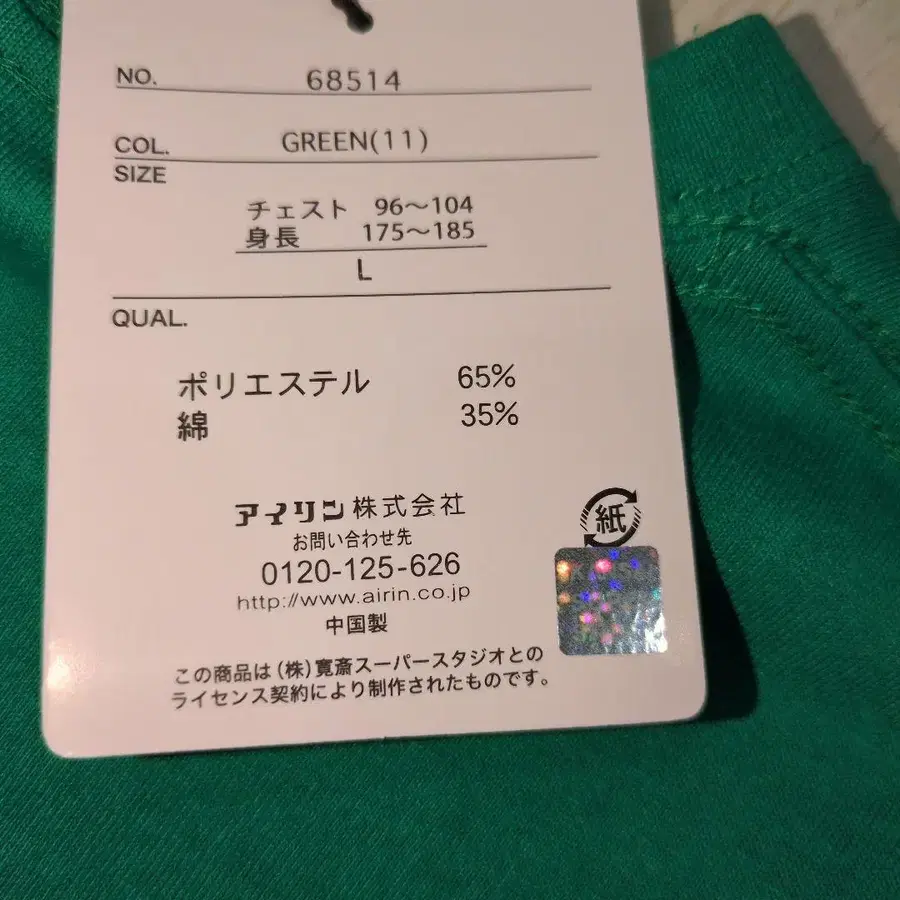 NO. 68514
COL. GREEN(11)
SIZE
チェスト 96～104
身長 175～185
L
QUAL.
ポリエステル 65%
綿 35%
アイリン株式会社
お問い合わせ先
0120-125-626
http://www.airin.co.jp
中国製
紙
この商品は(株)寛斎スーパースタジオとの
ライセンス契約により制作されたものです。